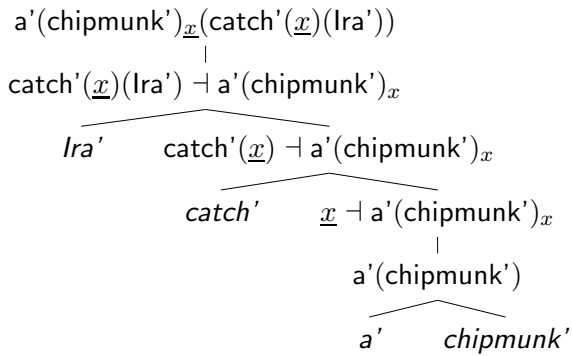 a'(chipmunk')x(catch'(x)(Ira'))
catch'(x)(Ira') ⊣ a'(chipmunk')x
Ira' catch'(x) ⊣ a'(chipmunk')x
catch' x ⊣ a'(chipmunk')x
a'(chipmunk')
a' chipmunk'